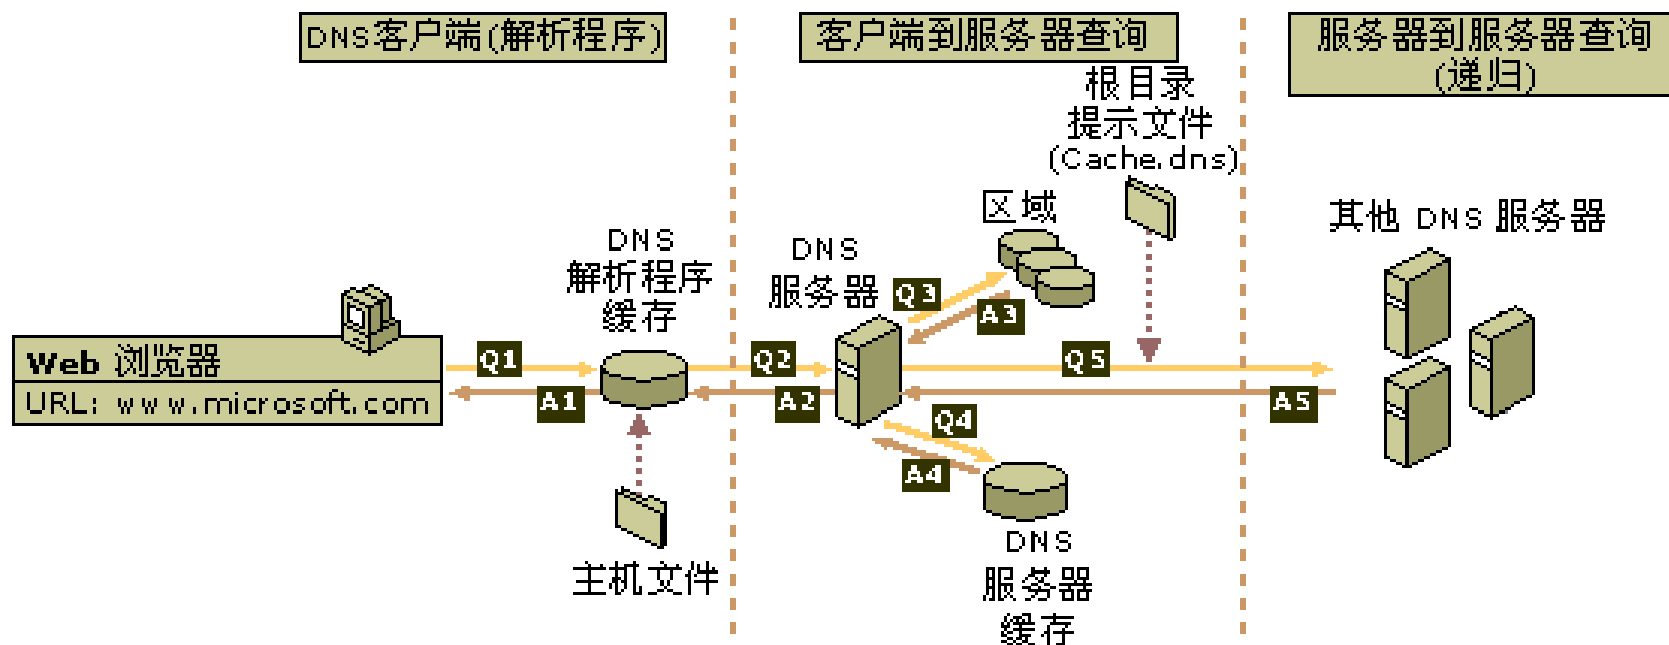 DNS客户端(解析程序)
客户端到服务器查询
服务器到服务器查询
(递归)
根目录
提示文件
(Cache.dns)
区域
其他 DNS 服务器
DNS
解析程序
缓存
DNS
服务器
Q3
A3
Web 浏览器
URL: www.microsoft.com
Q1
A1
Q2
A2
Q5
A5
Q4
A4
主机文件
DNS
服务器
缓存